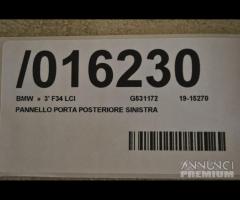 /016230
BMW » 3' F34 LCI G531172 19-15270
PANNELLO PORTA POSTERIORE SINISTRA
ANNUNCI
PREMIUM